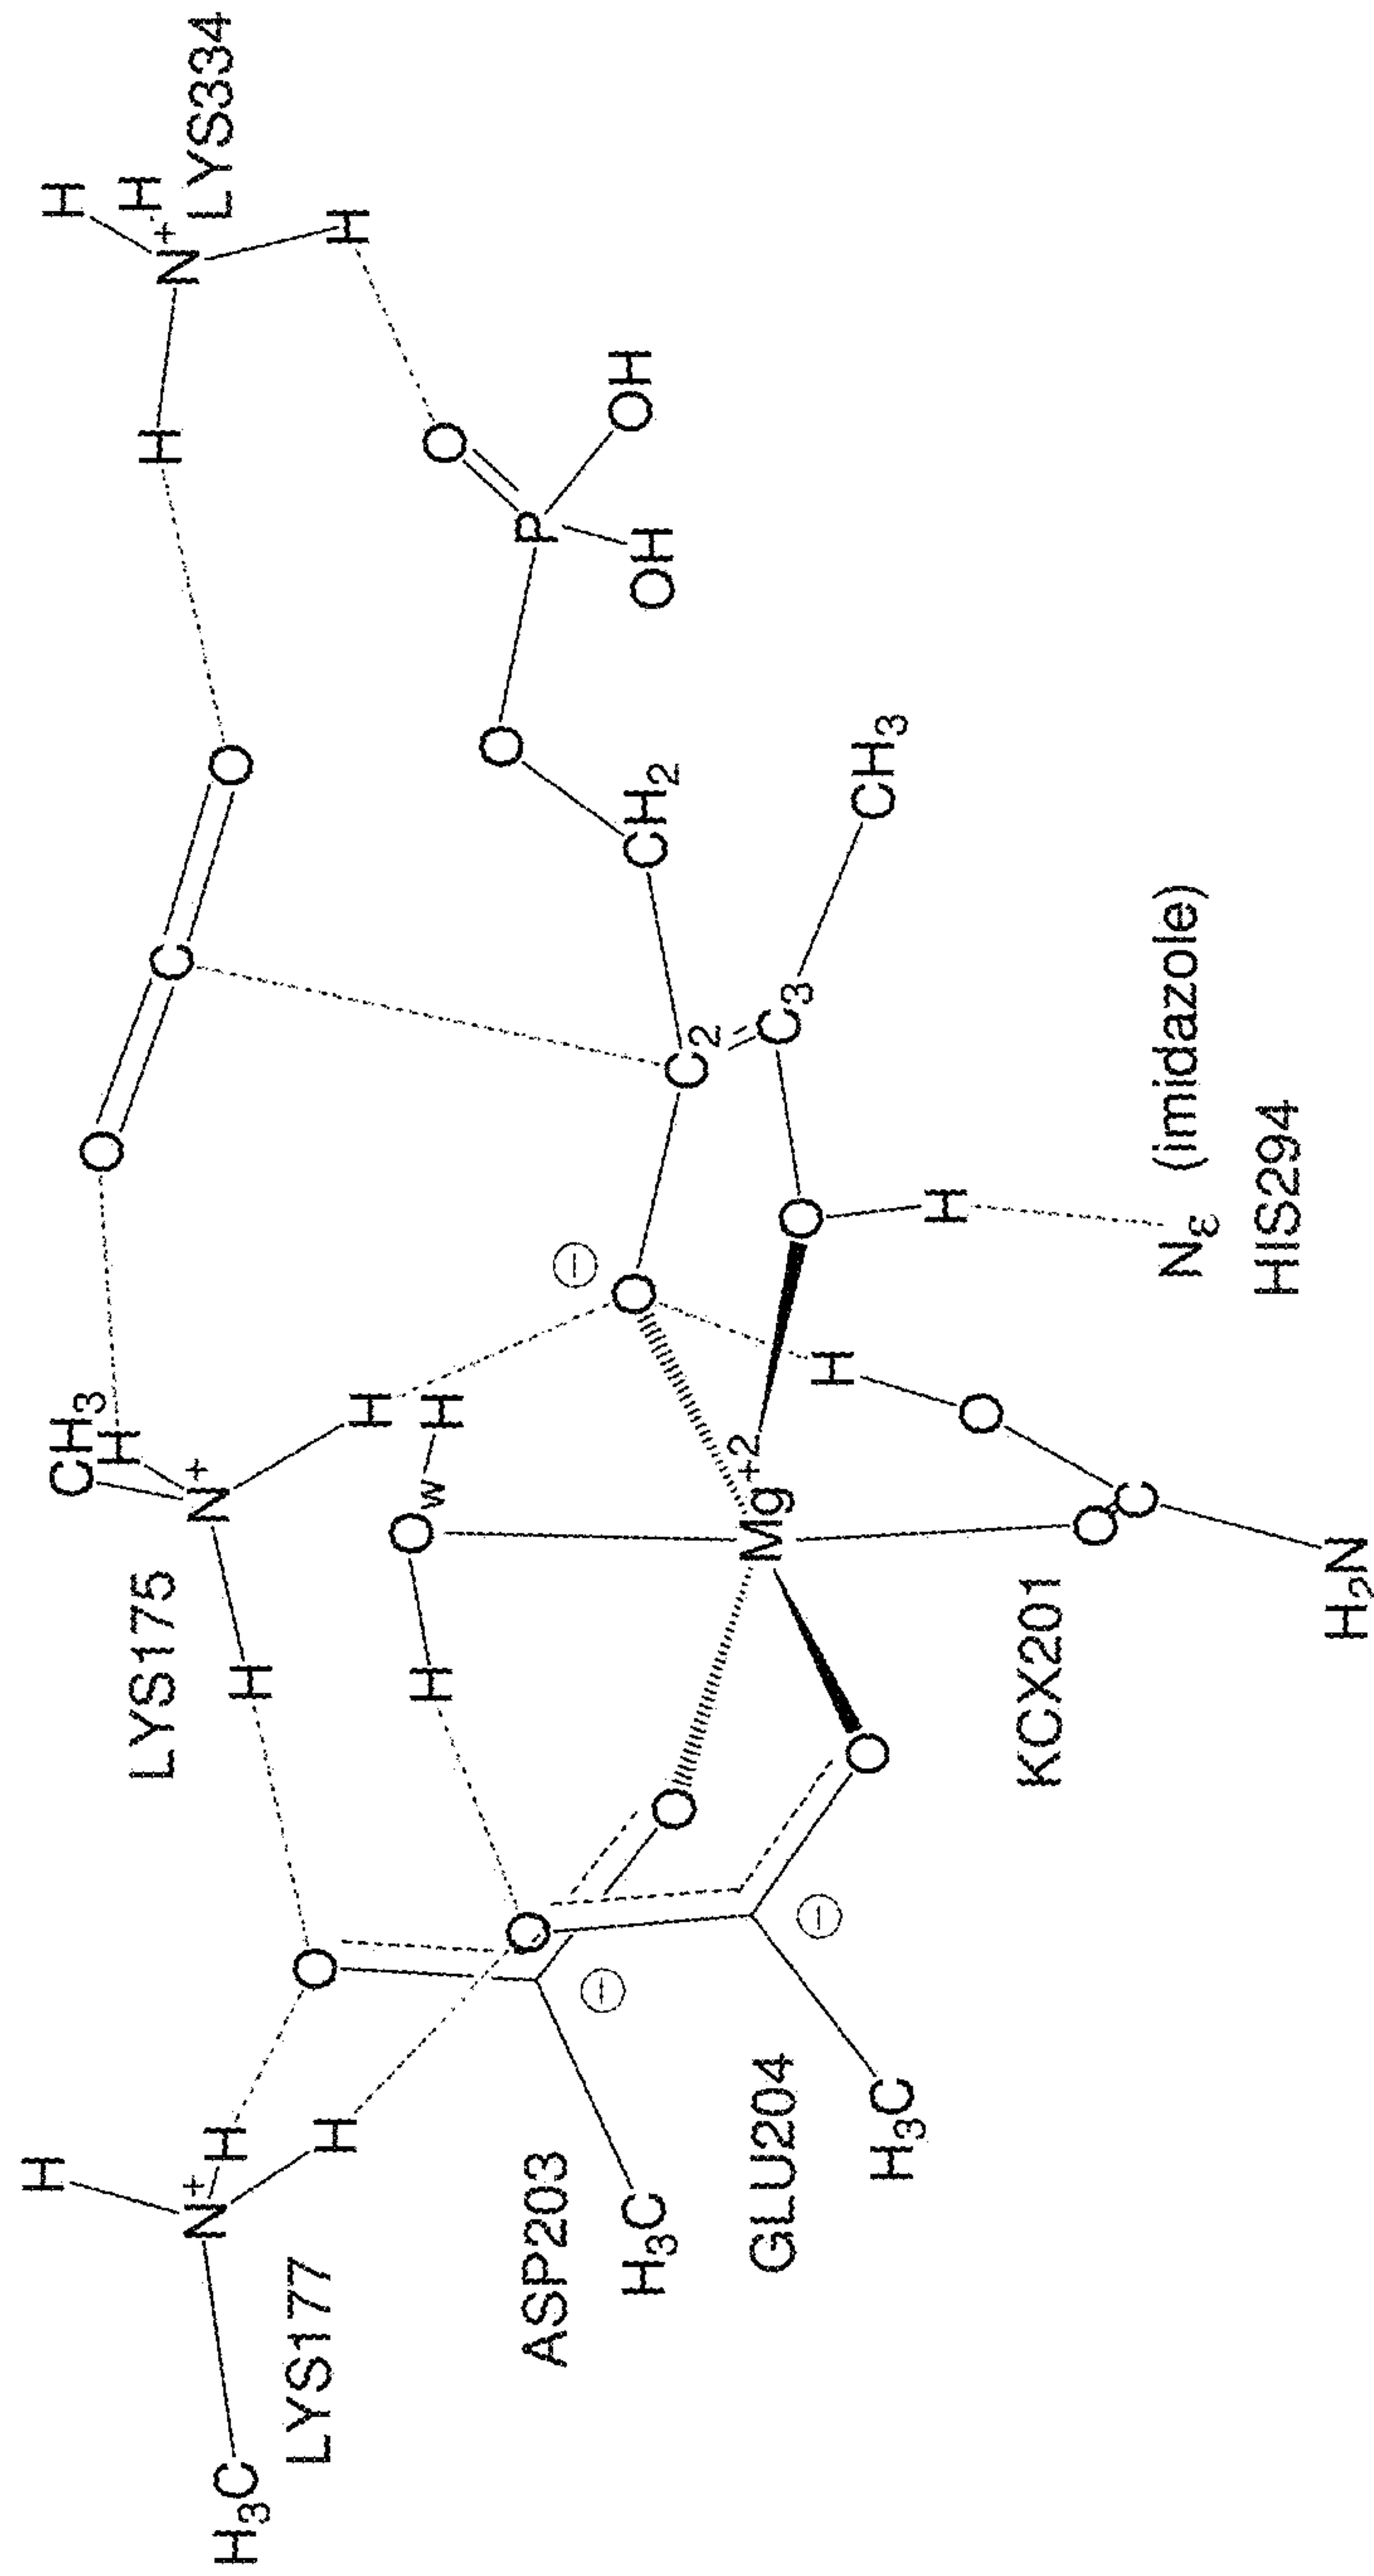 H
CH3
H
O
H
H
LYS175
H
C
N+
N+
N+
LYS334
H3C
H
H
O
LYS177
H
O
H
H
Ow
H
H
O
O
O
P
OH
ASP203
O
⊖
⊖
H3C
O
CH2
OH
O
C2
GLU204
Mg+2
C3
O
⊖
H
H3C
O
CH3
H
O
KCX201
O
C
Nε (imidazole)
HIS294
H2N